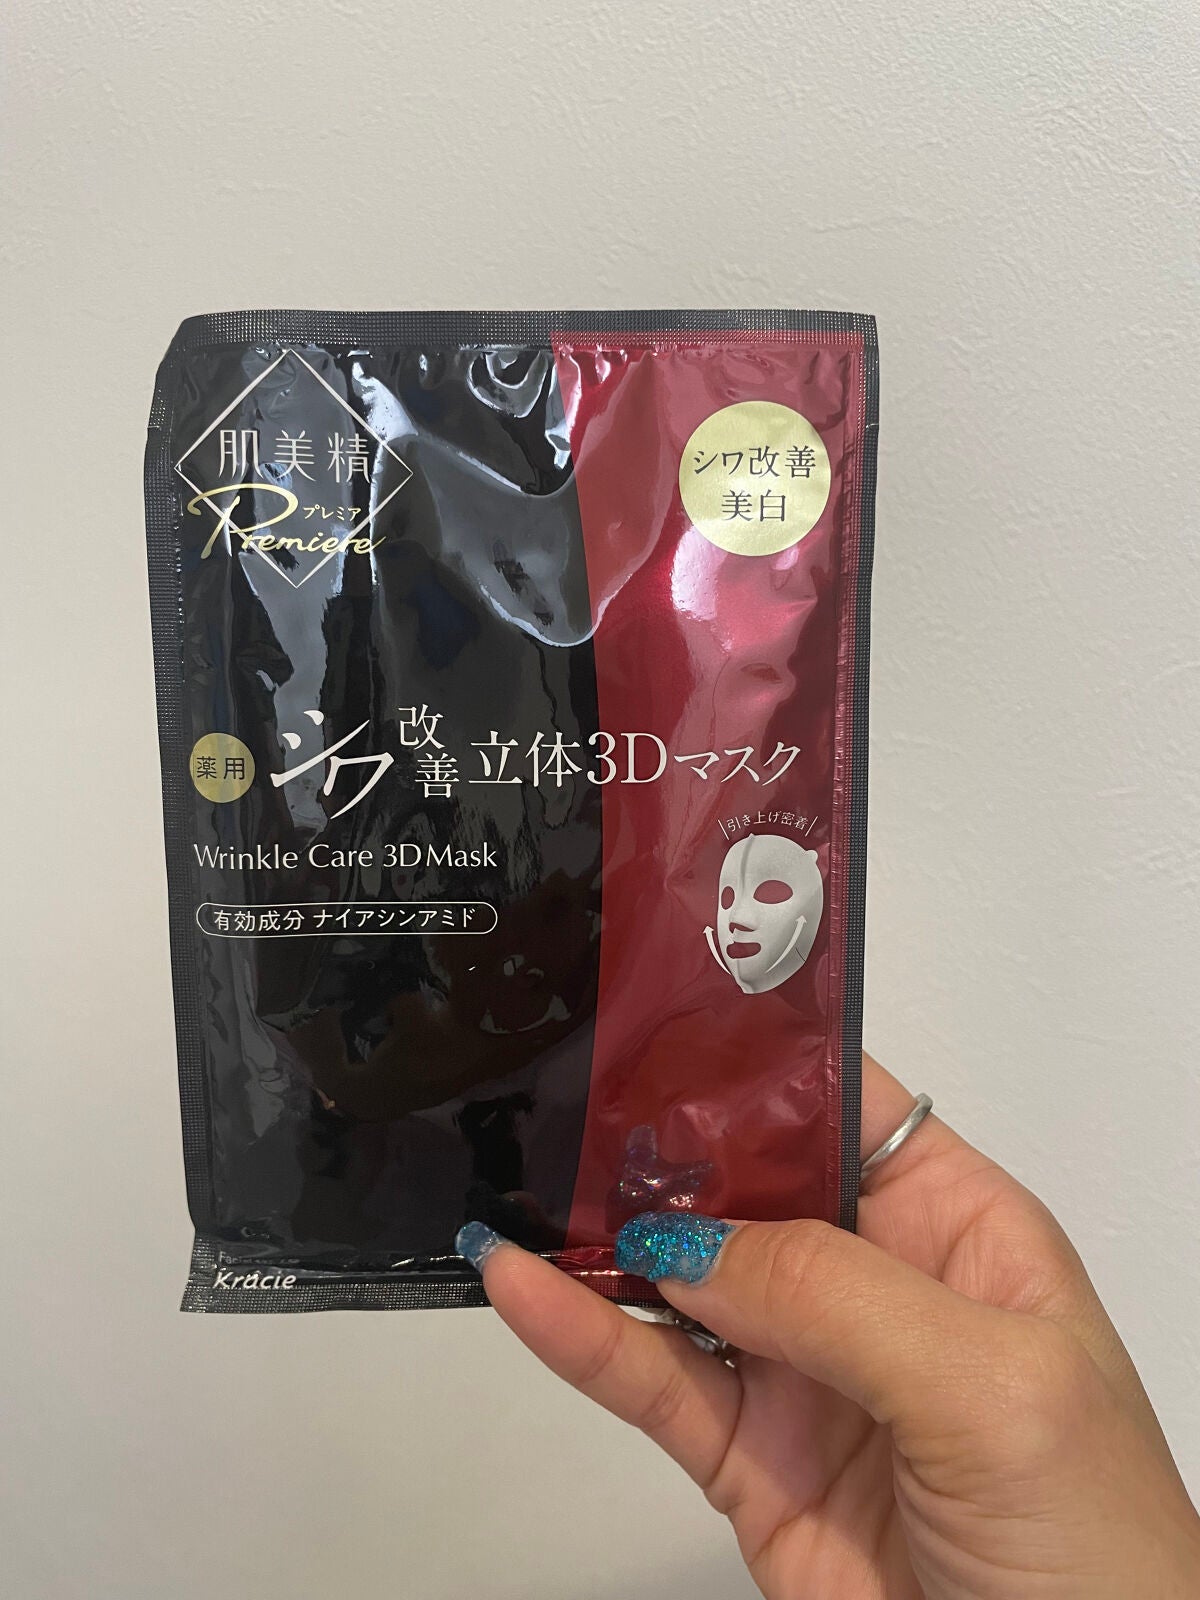 肌美精
プレミア
Premiere
シワ改善
美白
薬用
シワ改善立体3Dマスク
引き上げ密着
Wrinkle Care 3D Mask
有効成分 ナイアシンアミド
Kracie